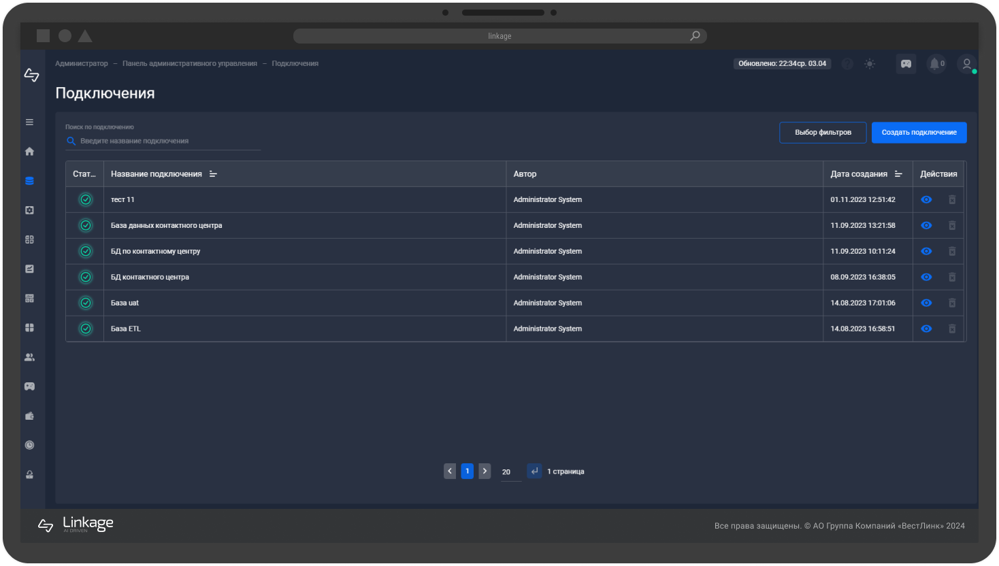 linkage
Администратор – Панель административного управления – Подключения
Обновлено: 22:34 ср. 03.04
0
Подключения
Поиск по подключению
Введите название подключения
Выбор фильтров
Создать подключение
Стат... Название подключения Автор Дата создания Действия
тест 11 Administrator System 01.11.2023 12:51:42
База данных контактного центра Administrator System 11.09.2023 13:21:58
БД по контактному центру Administrator System 11.09.2023 10:11:24
БД контактного центра Administrator System 08.09.2023 16:38:05
База uat Administrator System 14.08.2023 17:01:06
База ETL Administrator System 14.08.2023 16:58:51
1 20 1 страница
Linkage
AI DRIVEN
Все права защищены. © АО Группа Компаний «ВестЛинк» 2024